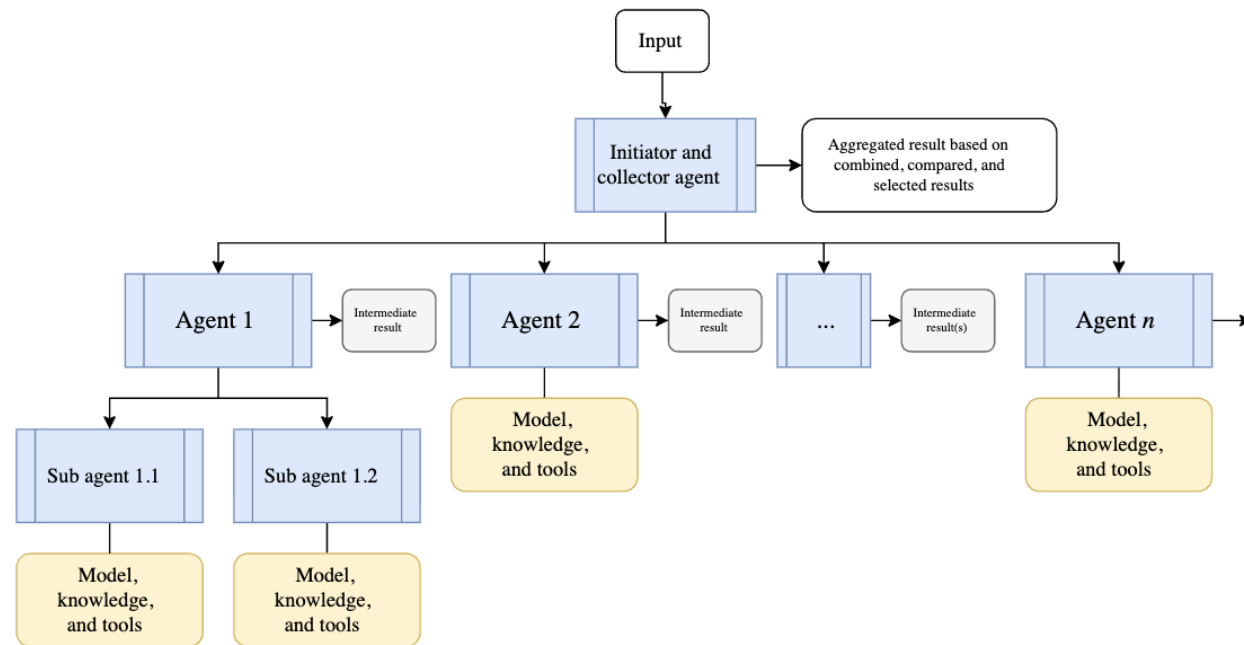 Input
Initiator and
collector agent
Aggregated result based on
combined, compared, and
selected results
Agent 1
Intermediate
result
Agent 2
Intermediate
result
...
Intermediate
result(s)
Agent n
Sub agent 1.1
Sub agent 1.2
Model,
knowledge,
and tools
Model,
knowledge,
and tools
Model,
knowledge,
and tools
Model,
knowledge,
and tools